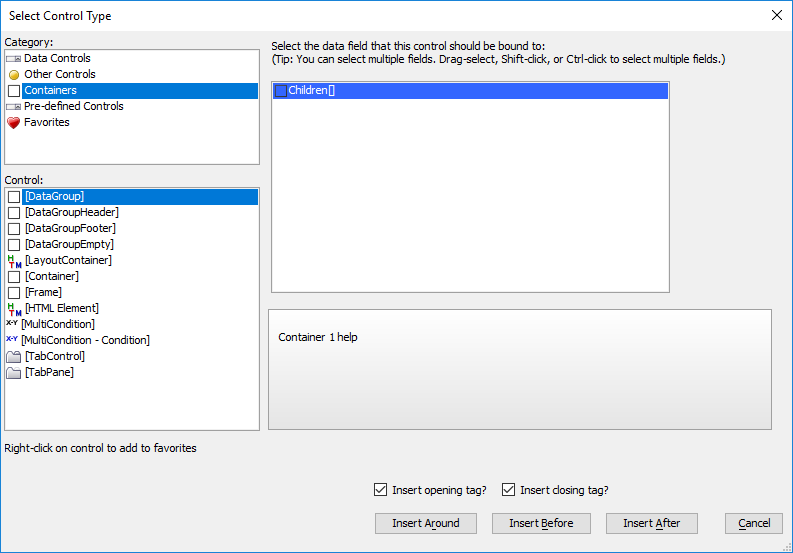 Select Control Type
Category:
Data Controls
Other Controls
Containers
Pre-defined Controls
Favorites
Control:
[DataGroup]
[DataGroupHeader]
[DataGroupFooter]
[DataGroupEmpty]
HTM [LayoutContainer]
[Container]
[Frame]
HTM [HTML Element]
X-Y [MultiCondition]
X-Y [MultiCondition - Condition]
[TabControl]
[TabPane]
Right-click on control to add to favorites
Select the data field that this control should be bound to:
(Tip: You can select multiple fields. Drag-select, Shift-click, or Ctrl-click to select multiple fields.)
Children[]
Container 1 help
Insert opening tag?
Insert closing tag?
Insert Around
Insert Before
Insert After
Cancel